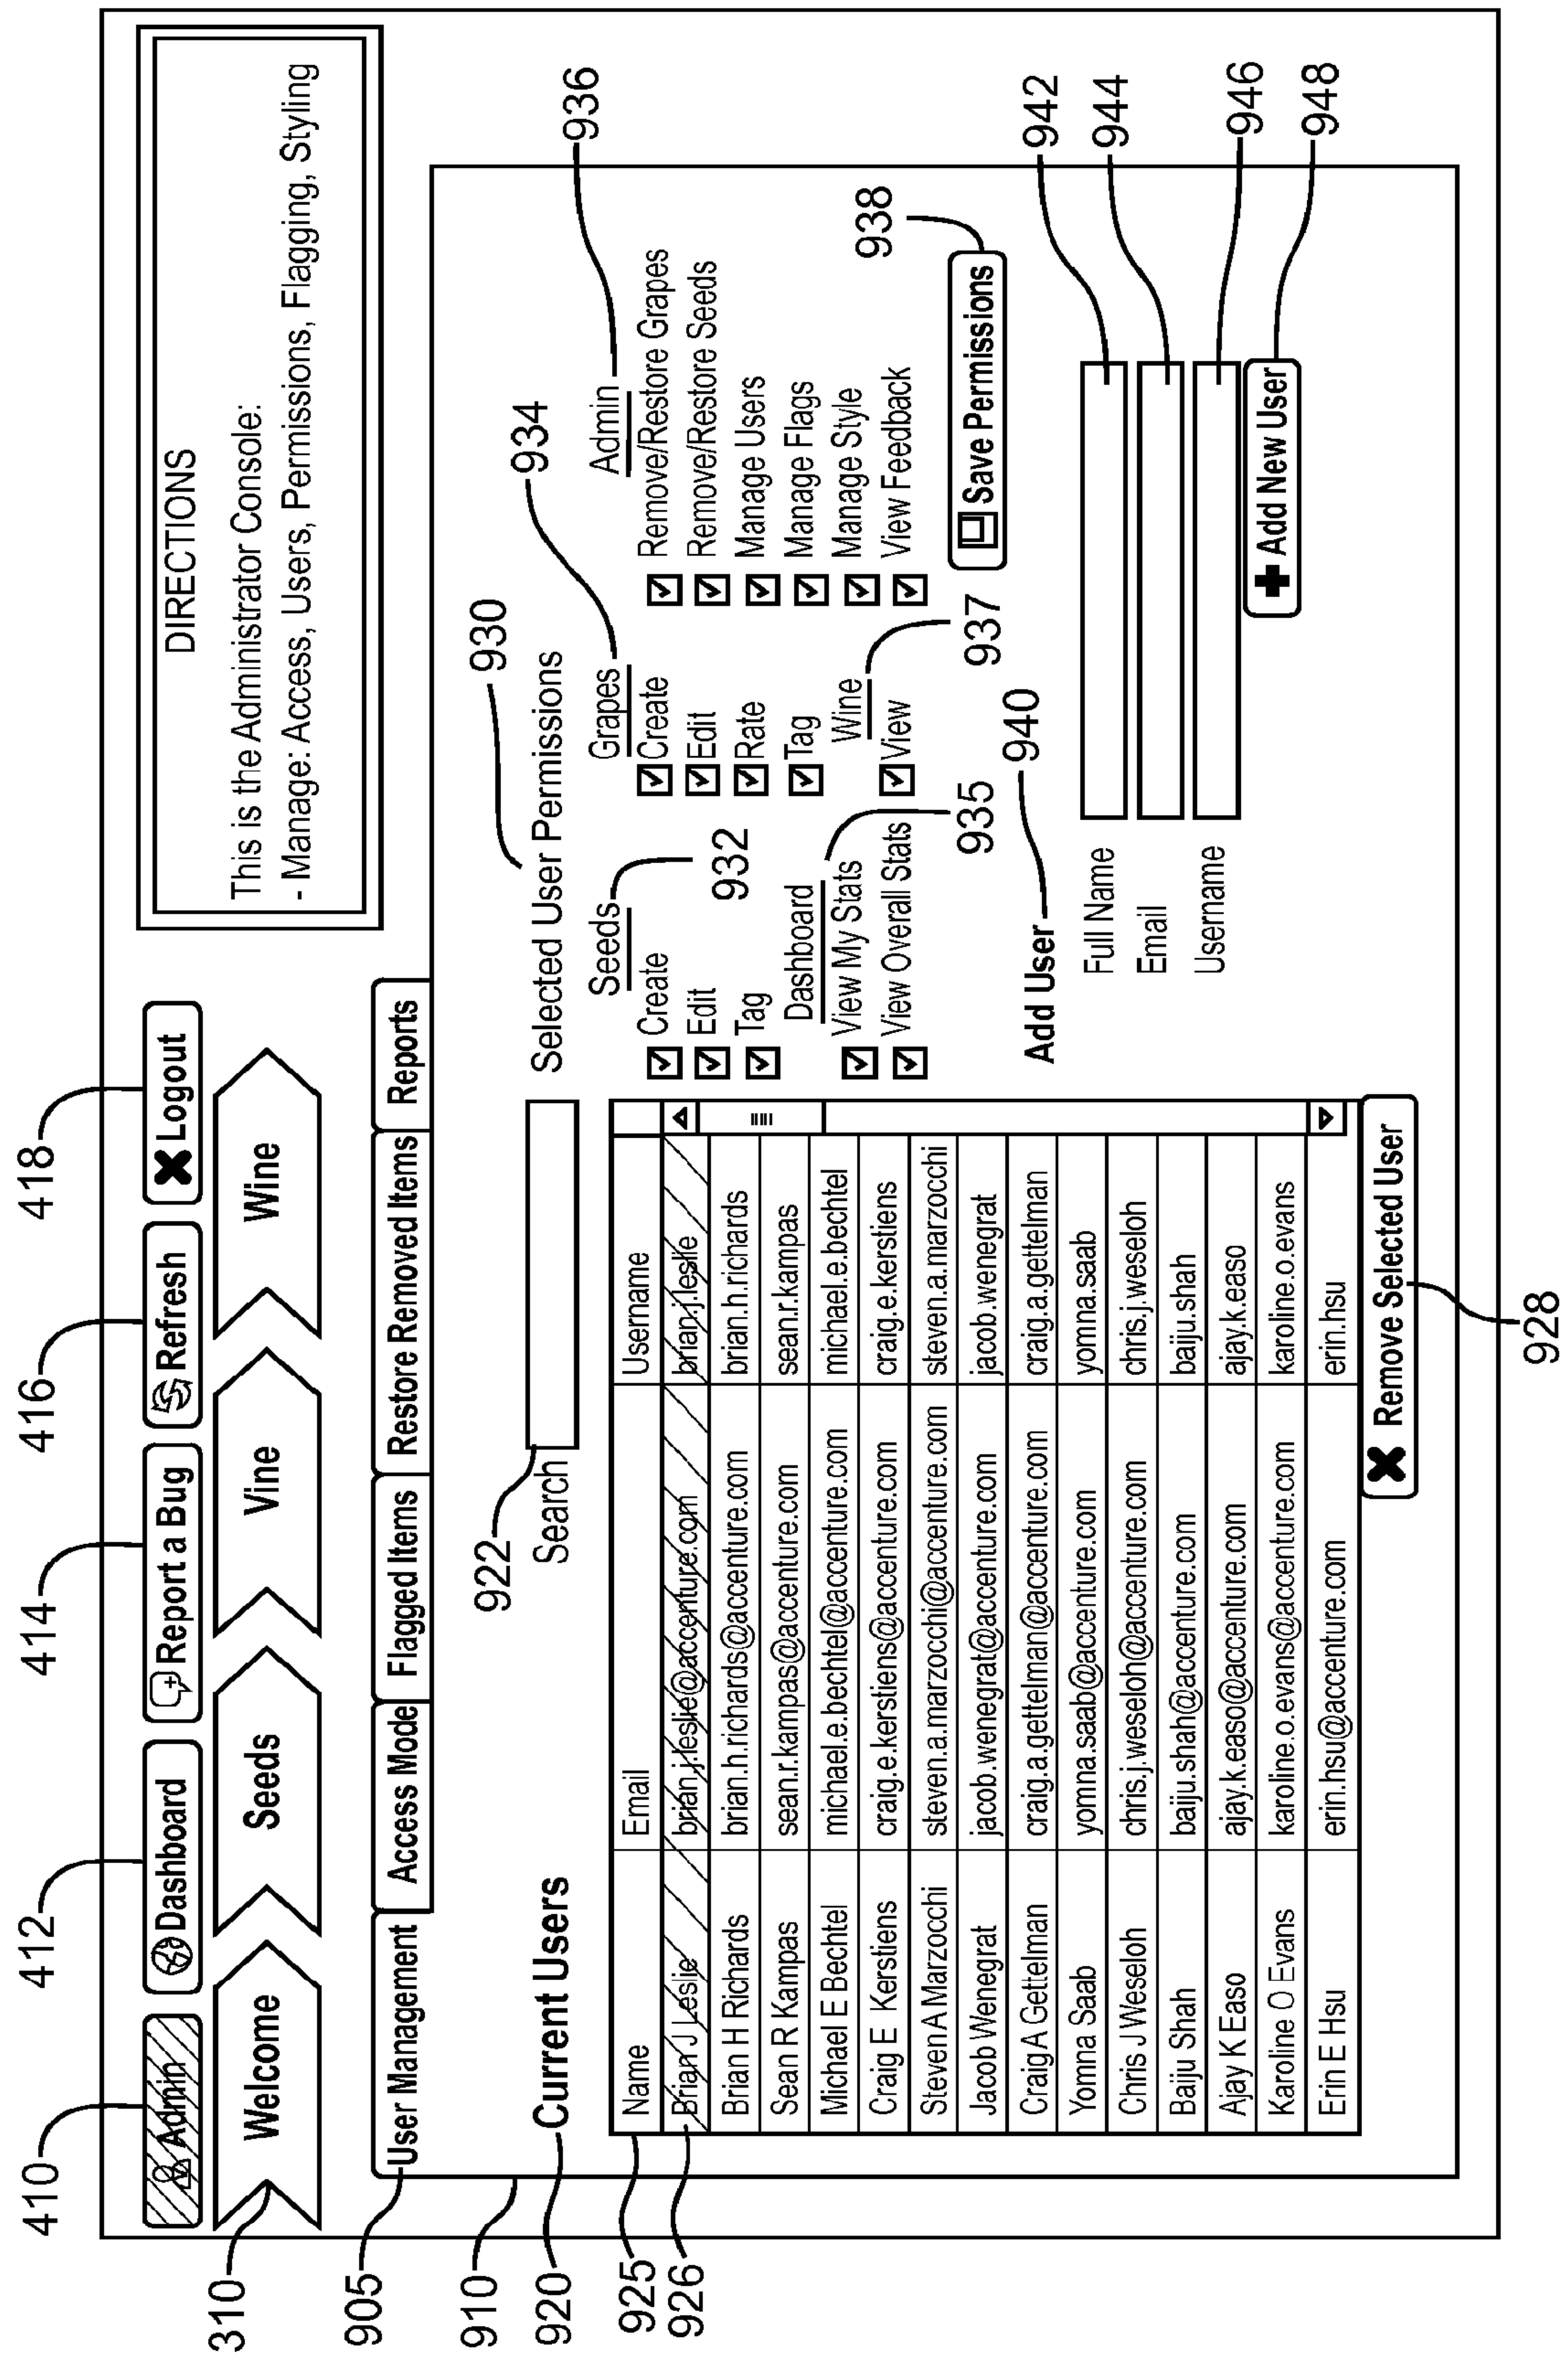 410
412
414
416
418
Admin
Dashboard
Report a Bug
Refresh
Logout
310
Welcome
Seeds
Vine
Wine
DIRECTIONS
This is the Administrator Console:
- Manage: Access, Users, Permissions, Flagging, Styling
905
User Management
Access Mode
Flagged Items
Restore Removed Items
Reports
910
920
Current Users
922
Search
925
926
Name Email Username
Brian J Leslie brian.j.leslie@accenture.com brian.j.leslie
Brian H Richards brian.h.richards@accenture.com brian.h.richards
Sean R Kampas sean.r.kampas@accenture.com sean.r.kampas
Michael E Bechtel michael.e.bechtel@accenture.com michael.e.bechtel
Craig E Kerstiens craig.e.kerstiens@accenture.com craig.e.kerstiens
Steven A Marzocchi steven.a.marzocchi@accenture.com steven.a.marzocchi
Jacob Wenegrat jacob.wenegrat@accenture.com jacob.wenegrat
Craig A Gettelman craig.a.gettelman@accenture.com craig.a.gettelman
Yomna Saab yomna.saab@accenture.com yomna.saab
Chris J Weseloh chris.j.weseloh@accenture.com chris.j.weseloh
Baiju Shah baiju.shah@accenture.com baiju.shah
Ajay K Easo ajay.k.easo@accenture.com ajay.k.easo
Karoline O Evans karoline.o.evans@accenture.com karoline.o.evans
Erin E Hsu erin.hsu@accenture.com erin.hsu
Remove Selected User
928
930
Selected User Permissions
Seeds
932
Create
Edit
Tag
Dashboard
935
View My Stats
View Overall Stats
934
Grapes
Create
Edit
Rate
Tag
Wine
937
View
936
Admin
Remove/Restore Grapes
Remove/Restore Seeds
Manage Users
Manage Flags
Manage Style
View Feedback
938
Save Permissions
Add User
940
Full Name
942
Email
944
Username
946
Add New User
948